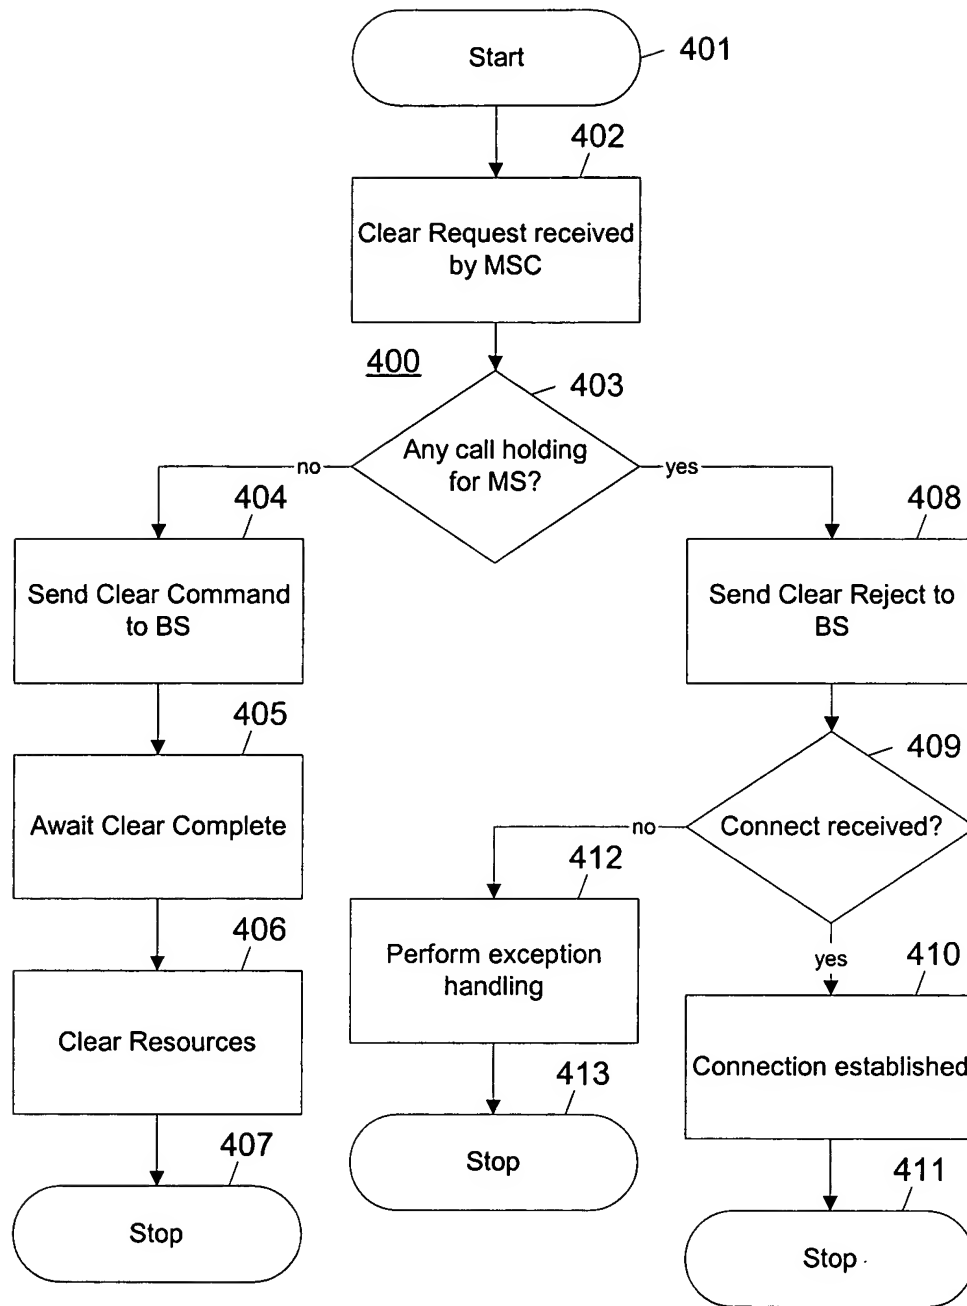 Start
401
402
Clear Request received
by MSC
400
403
Any call holding
for MS?
no
yes
404
408
Send Clear Command
to BS
Send Clear Reject to
BS
405
409
Await Clear Complete
Connect received?
no
412
406
yes
410
Perform exception
handling
Clear Resources
Connection established
413
407
Stop
411
Stop
Stop